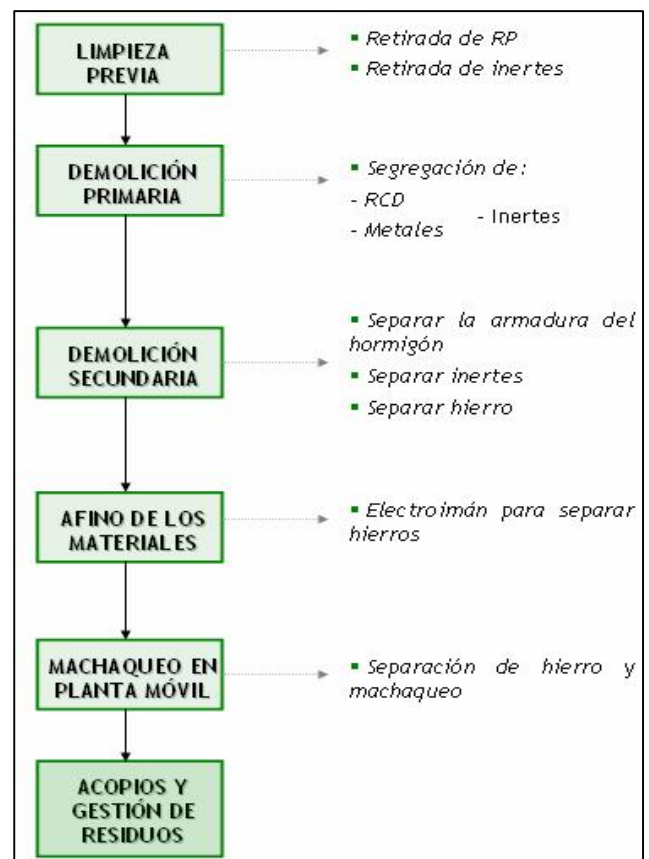 LIMPIEZA
PREVIA
▪ Retirada de RP
▪ Retirada de inertes
DEMOLICIÓN
PRIMARIA
▪ Segregación de:
- RCD
- Metales
- Inertes
DEMOLICIÓN
SECUNDARIA
▪ Separar la armadura del
hormigón
▪ Separar inertes
▪ Separar hierro
AFINO DE LOS
MATERIALES
▪ Electroimán para separar
hierros
MACHAQUEO EN
PLANTA MÓVIL
▪ Separación de hierro y
machaqueo
ACOPIOS Y
GESTIÓN DE
RESIDUOS